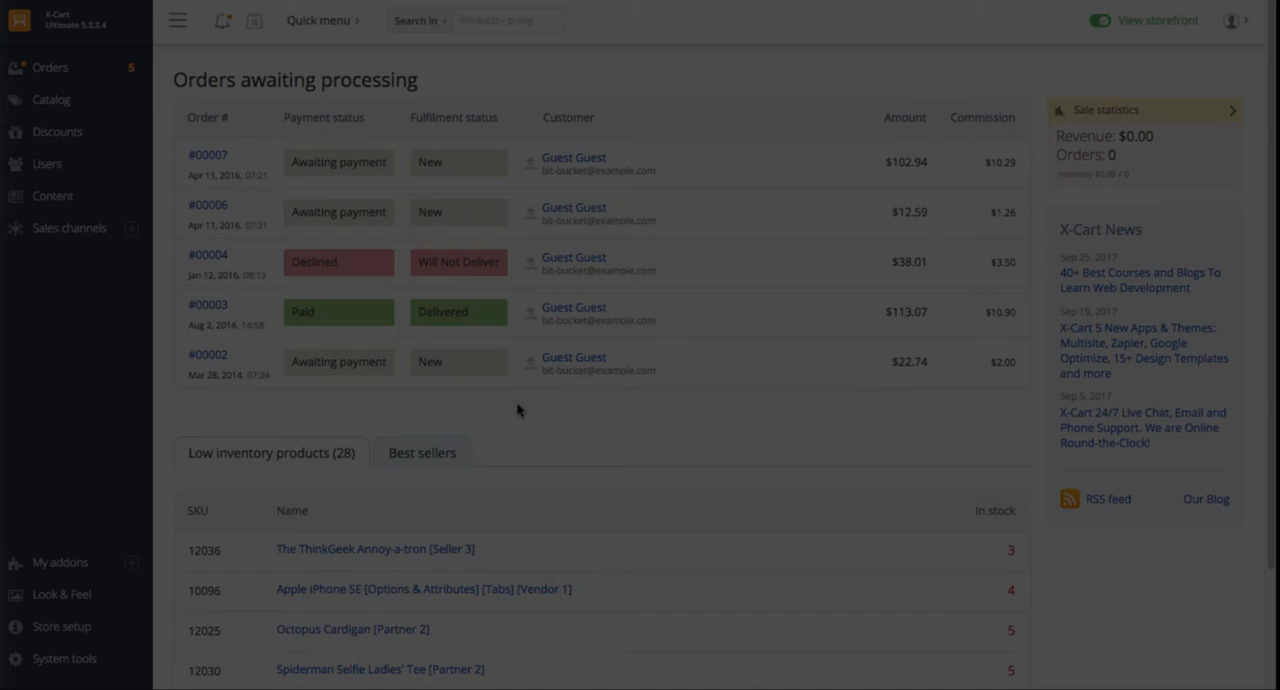 X-Cart
Ultimate 5.3.3.4
Quick menu
Search in
Products - p: key
View storefront
Orders 5
Catalog
Discounts
Users
Content
Sales channels
My addons
Look & Feel
Store setup
System tools
Orders awaiting processing
Order # Payment status Fulfilment status Customer Amount Commission
#00007 Awaiting payment New Guest Guest $102.94 $10.29
Apr 11, 2016, 07:21 bit-bucket@example.com
#00006 Awaiting payment New Guest Guest $12.59 $1.26
Apr 11, 2016, 07:21 bit-bucket@example.com
#00004 Declined Will Not Deliver Guest Guest $38.01 $3.50
Jan 12, 2016, 08:13 bit-bucket@example.com
#00003 Paid Delivered Guest Guest $113.07 $10.90
Aug 2, 2014, 14:58 bit-bucket@example.com
#00002 Awaiting payment New Guest Guest $22.74 $2.00
Mar 28, 2014, 07:24 bit-bucket@example.com
Low inventory products (28) Best sellers
SKU Name In stock
12036 The ThinkGeek Annoy-a-tron [Seller 3] 3
10096 Apple iPhone SE [Options & Attributes] [Tabs] [Vendor 1] 4
12025 Octopus Cardigan [Partner 2] 5
12030 Spiderman Selfie Ladies' Tee [Partner 2] 5
Sale statistics
Revenue: $0.00
Orders: 0
Yesterday $0.00 / 0
X-Cart News
Sep 25, 2017
40+ Best Courses and Blogs To
Learn Web Development
Sep 19, 2017
X-Cart 5 New Apps & Themes:
Multisite, Zapier, Google
Optimize, 15+ Design Templates
and more
Sep 5, 2017
X-Cart 24/7 Live Chat, Email and
Phone Support. We are Online
Round-the-Clock!
RSS feed Our Blog